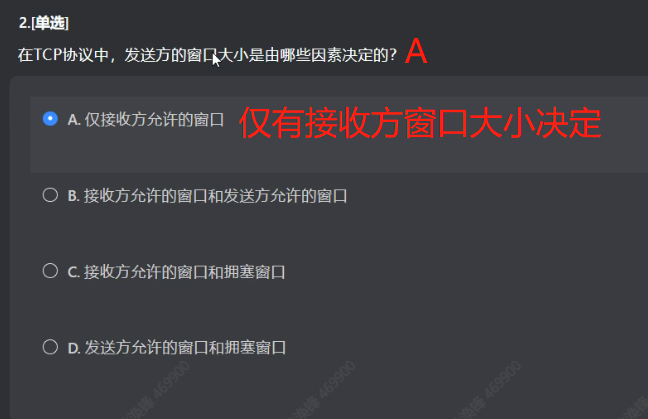 2.[单选]
在TCP协议中，发送方的窗口大小是由哪些因素决定的？ A
A. 仅接收方允许的窗口 仅有接收方窗口大小决定
B. 接收方允许的窗口和发送方允许的窗口
C. 接收方允许的窗口和拥塞窗口
D. 发送方允许的窗口和拥塞窗口
469900
469900
469900